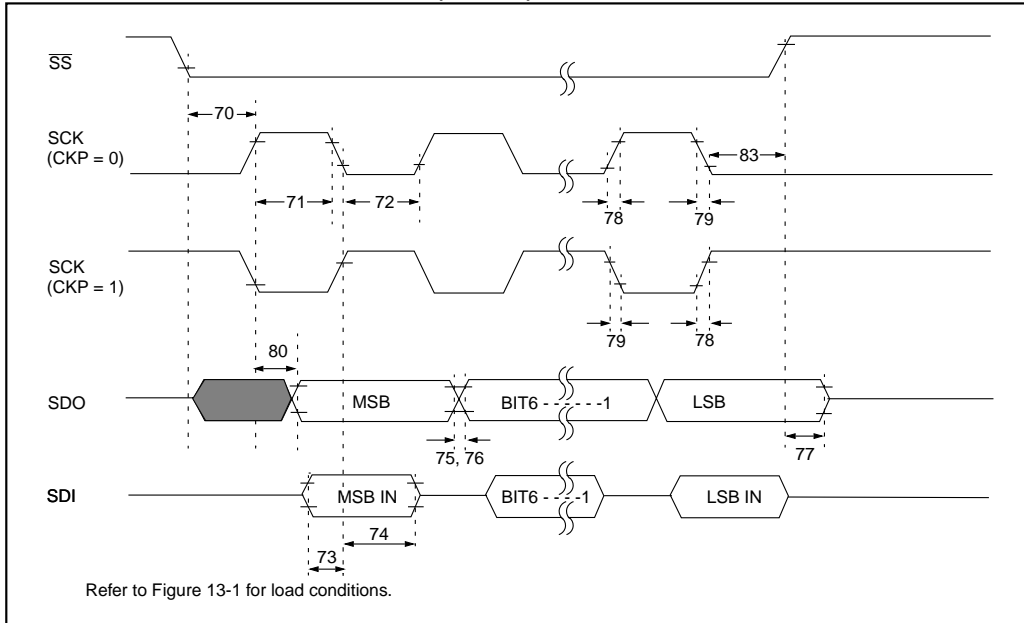 SS
70
SCK
(CKP = 0)
83
71
72
78
79
SCK
(CKP = 1)
79
78
80
SDO
MSB
BIT6 - - - - - -1
LSB
75, 76
77
SDI
MSB IN
BIT6 - - - -1
LSB IN
74
73
Refer to Figure 13-1 for load conditions.